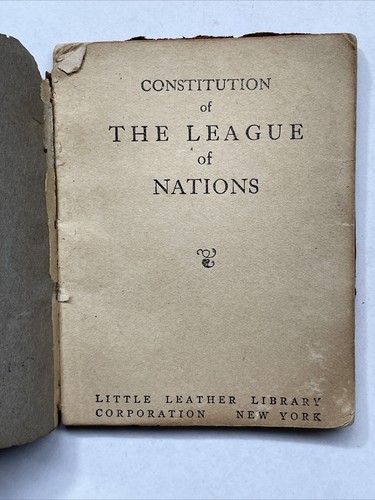 CONSTITUTION
of
THE LEAGUE
of
NATIONS
LITTLE LEATHER LIBRARY
CORPORATION NEW YORK